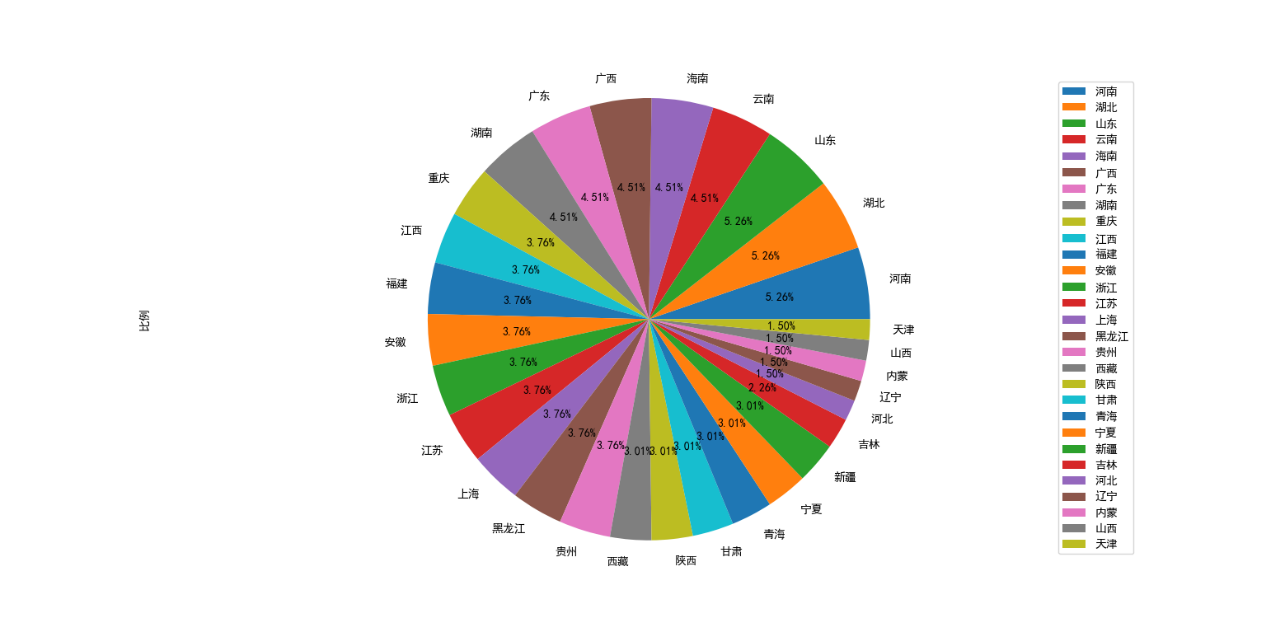 比例
河南
湖北
山东
云南
海南
广西
广东
湖南
重庆
江西
福建
安徽
浙江
江苏
上海
黑龙江
贵州
西藏
陕西
甘肃
青海
宁夏
新疆
吉林
河北
辽宁
内蒙
山西
天津
5.26%
5.26%
5.26%
4.51%
4.51%
4.51%
4.51%
4.51%
3.76%
3.76%
3.76%
3.76%
3.76%
3.76%
3.76%
3.76%
3.76%
3.01%
3.01%
3.01%
3.01%
3.01%
3.01%
2.26%
1.50%
1.50%
1.50%
1.50%
1.50%
河南
湖北
山东
云南
海南
广西
广东
湖南
重庆
江西
福建
安徽
浙江
江苏
上海
黑龙江
贵州
西藏
陕西
甘肃
青海
宁夏
新疆
吉林
河北
辽宁
内蒙
山西
天津